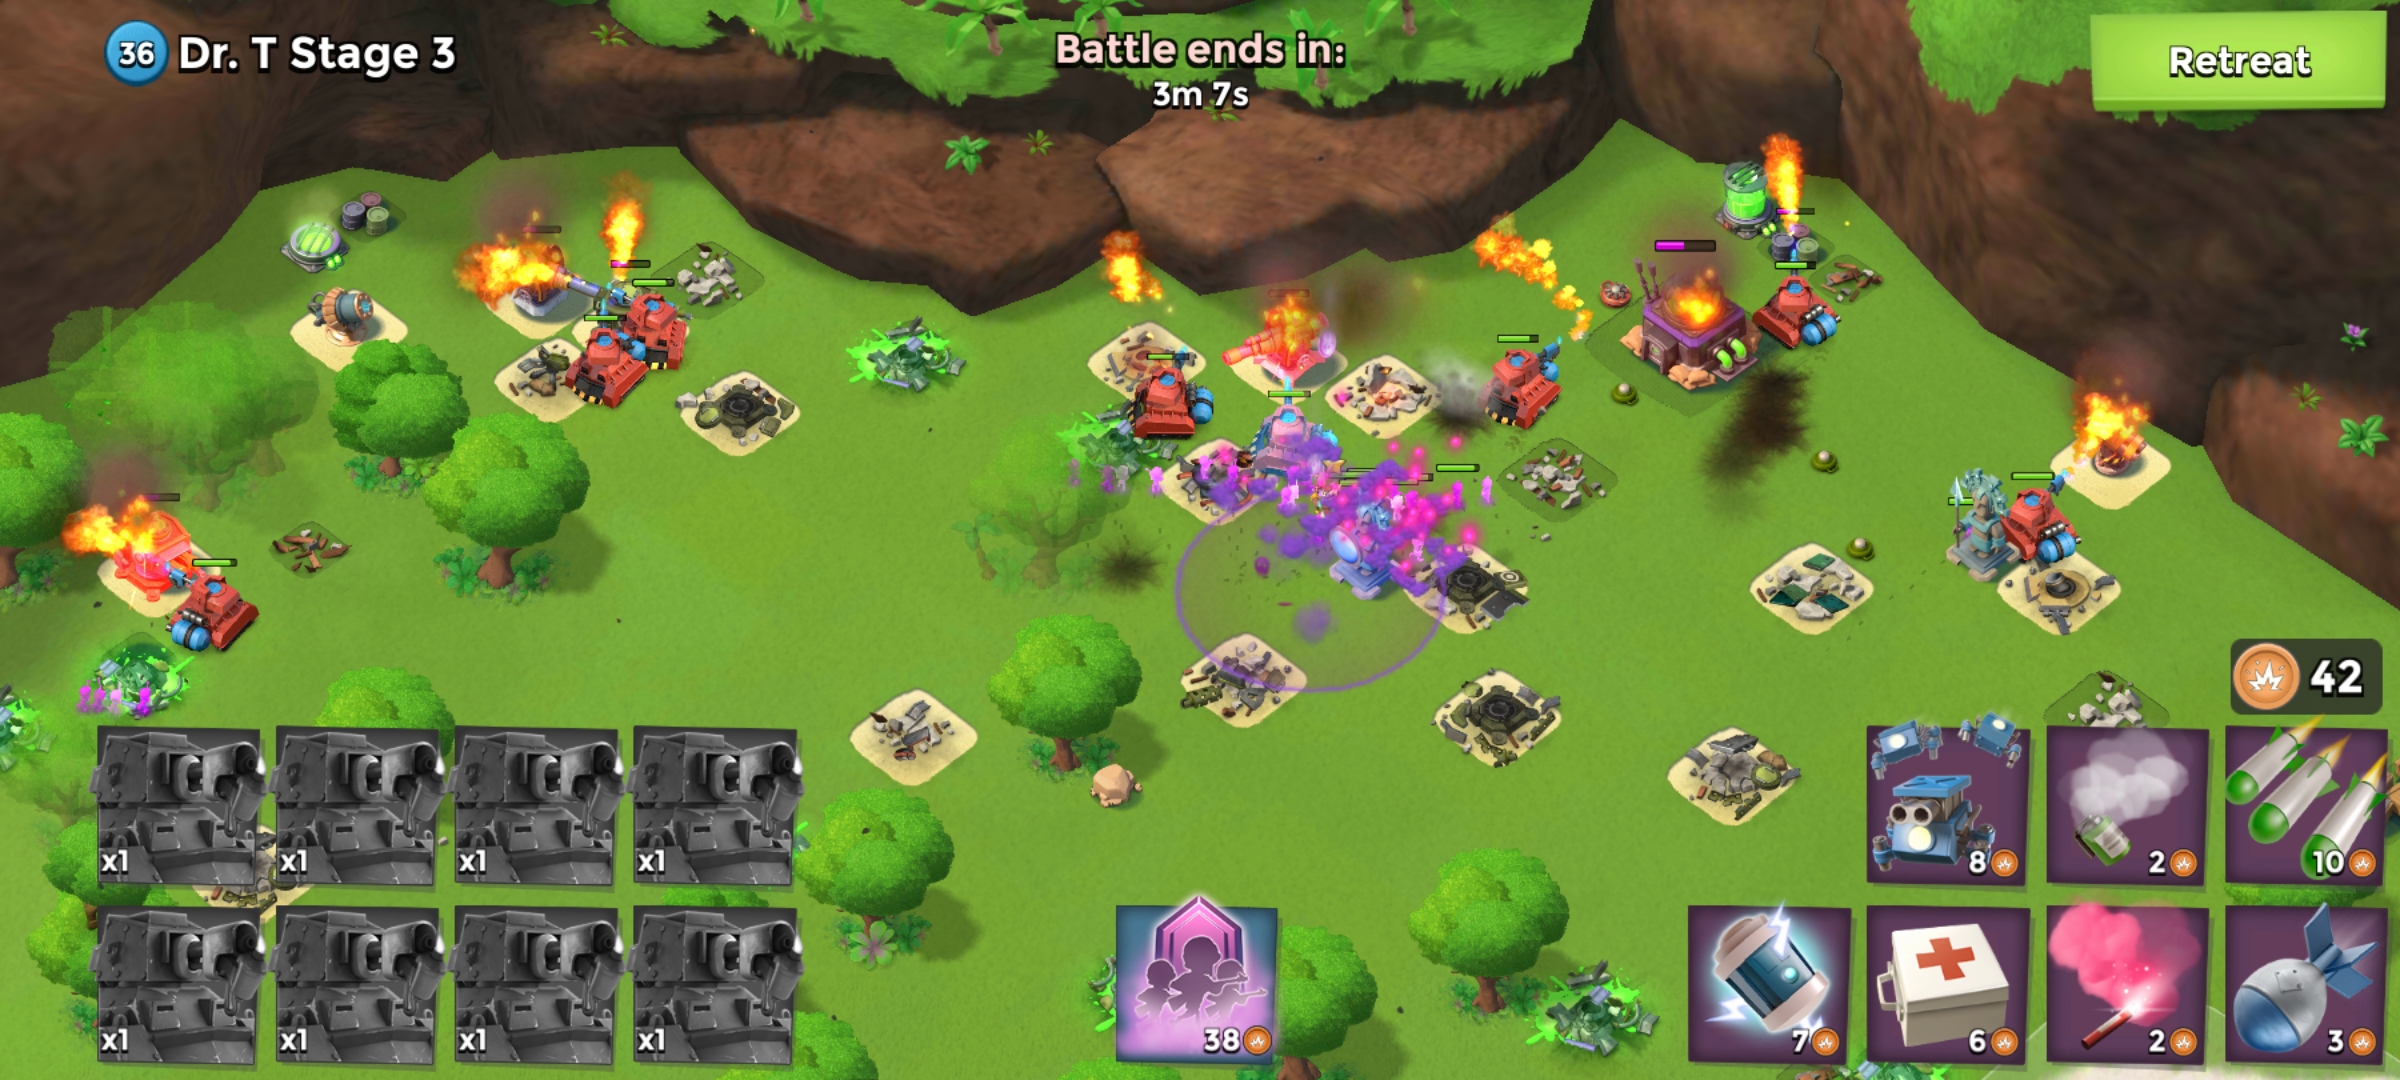 36 Dr. T Stage 3
Battle ends in:
3m 7s
Retreat
42
x1 x1 x1 x1
8 2 10
x1 x1 x1 x1
38
7 6 2 3